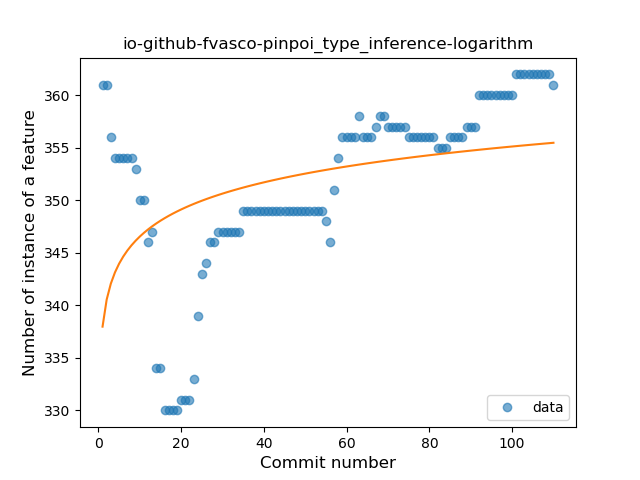 io-github-fvasco-pinpoi_type_inference-logarithm
Number of instance of a feature
360
355
350
345
340
335
330
data
0 20 40 60 80 100
Commit number